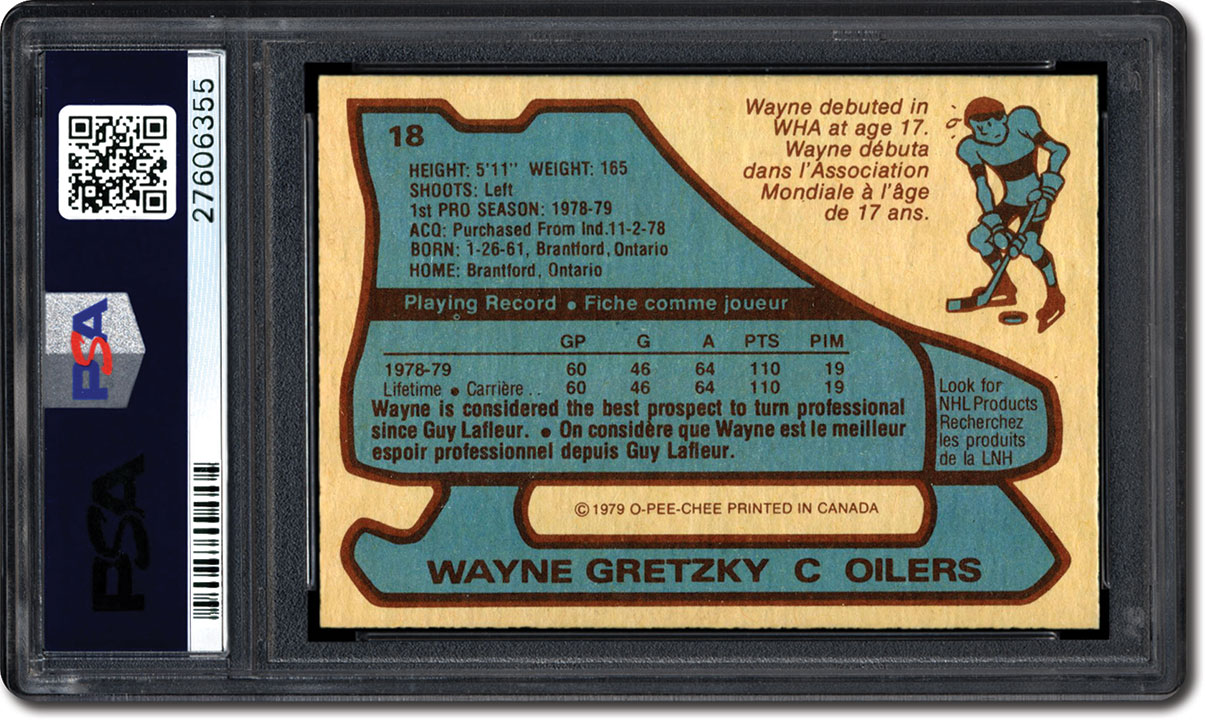 27606355
PSA
PSA
18
HEIGHT: 5'11" WEIGHT: 165
SHOOTS: Left
1st PRO SEASON: 1978-79
ACQ: Purchased From Ind.11-2-78
BORN: 1-26-61, Brantford, Ontario
HOME: Brantford, Ontario
Wayne debuted in
WHA at age 17.
Wayne débuta
dans l'Association
Mondiale à l'âge
de 17 ans.
Playing Record • Fiche comme joueur
GP G A PTS PIM
1978-79 60 46 64 110 19
Lifetime • Carrière .. 60 46 64 110 19
Wayne is considered the best prospect to turn professional
since Guy Lafleur. • On considère que Wayne est le meilleur
espoir professionnel depuis Guy Lafleur.
Look for
NHL Products
Recherchez
les produits
de la LNH
© 1979 O-PEE-CHEE PRINTED IN CANADA
WAYNE GRETZKY C OILERS